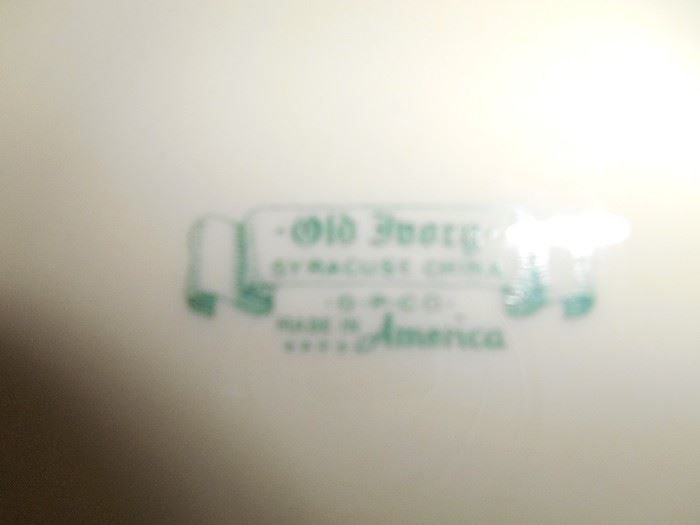 ·Old Ivory·
SYRACUSE CHINA
·O·P·CO·
MADE IN America